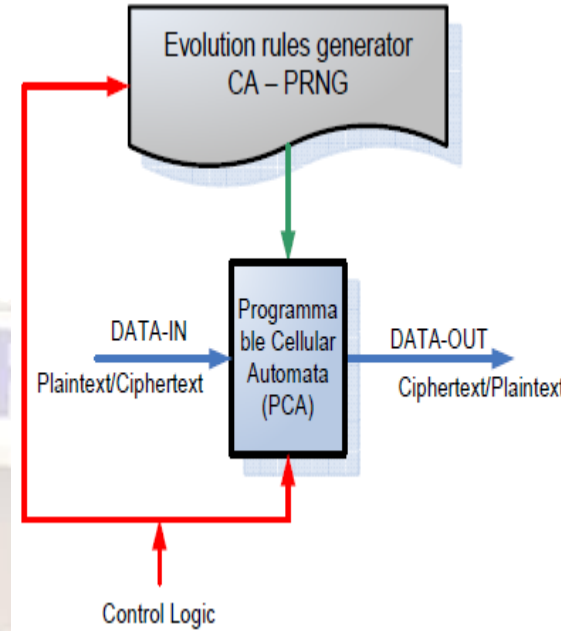 Evolution rules generator
CA – PRNG
DATA-IN
Plaintext/Ciphertext
Programma
ble Cellular
Automata
(PCA)
DATA-OUT
Ciphertext/Plaintext
Control Logic